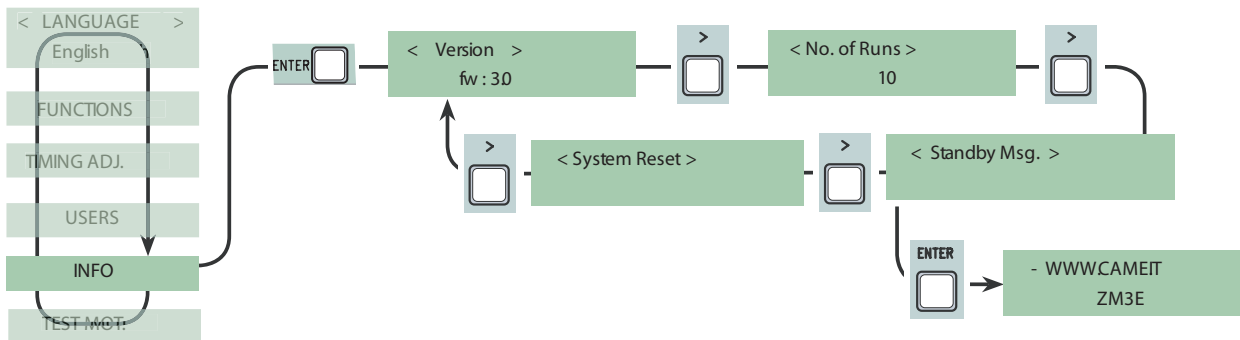 < LANGUAGE >
English
FUNCTIONS
TIMING ADJ.
USERS
INFO
TEST MOT.
ENTER
< Version >
fw : 3.0
>
< No. of Runs >
10
>
< Standby Msg. >
>
< System Reset >
>
ENTER
- WWW.CAME.IT
ZM3E